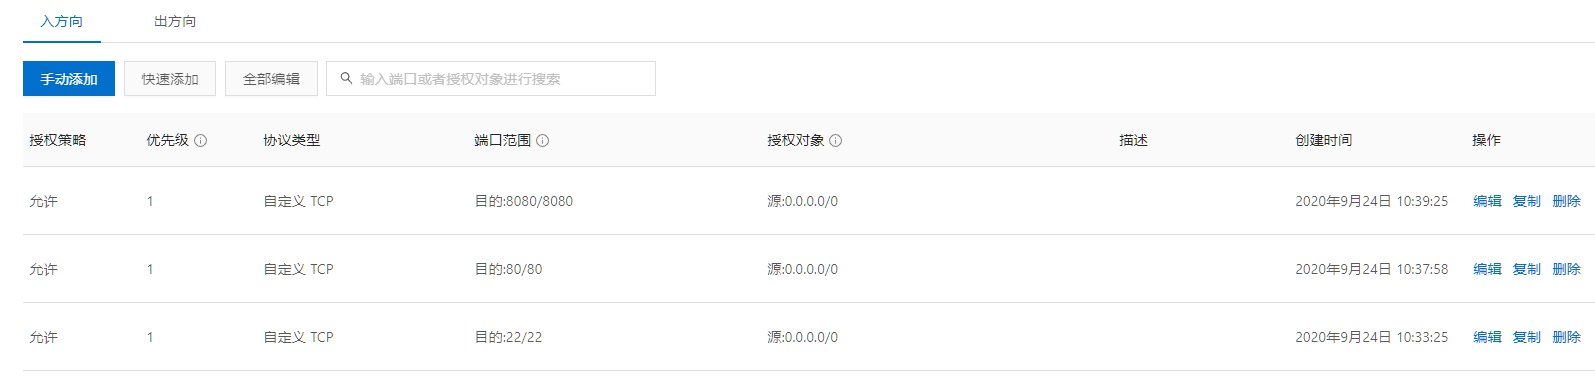 入方向 出方向
手动添加 快速添加 全部编辑 输入端口或者授权对象进行搜索
授权策略 优先级 协议类型 端口范围 授权对象 描述 创建时间 操作
允许 1 自定义 TCP 目的:8080/8080 源:0.0.0.0/0 2020年9月24日 10:39:25 编辑 复制 删除
允许 1 自定义 TCP 目的:80/80 源:0.0.0.0/0 2020年9月24日 10:37:58 编辑 复制 删除
允许 1 自定义 TCP 目的:22/22 源:0.0.0.0/0 2020年9月24日 10:33:25 编辑 复制 删除